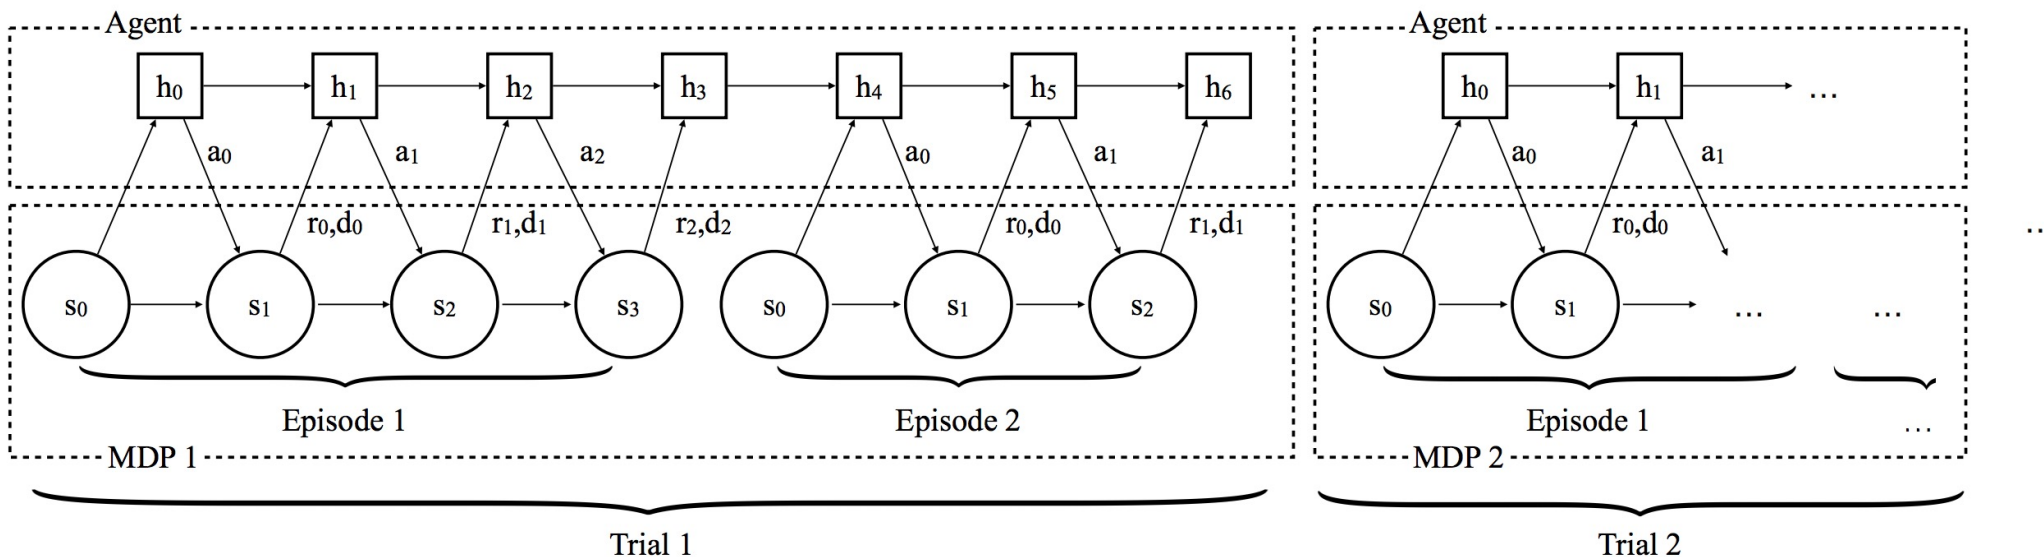 Agent Agent
h₀ h₁ h₂ h₃ h₄ h₅ h₆ h₀ h₁ ...
a₀ a₁ a₂ a₀ a₁ a₀ a₁
r₀,d₀ r₁,d₁ r₂,d₂ r₀,d₀ r₁,d₁ r₀,d₀ ..
s₀ s₁ s₂ s₃ s₀ s₁ s₂ s₀ s₁ ... ...
Episode 1 Episode 2 Episode 1 ...
MDP 1 MDP 2
Trial 1 Trial 2